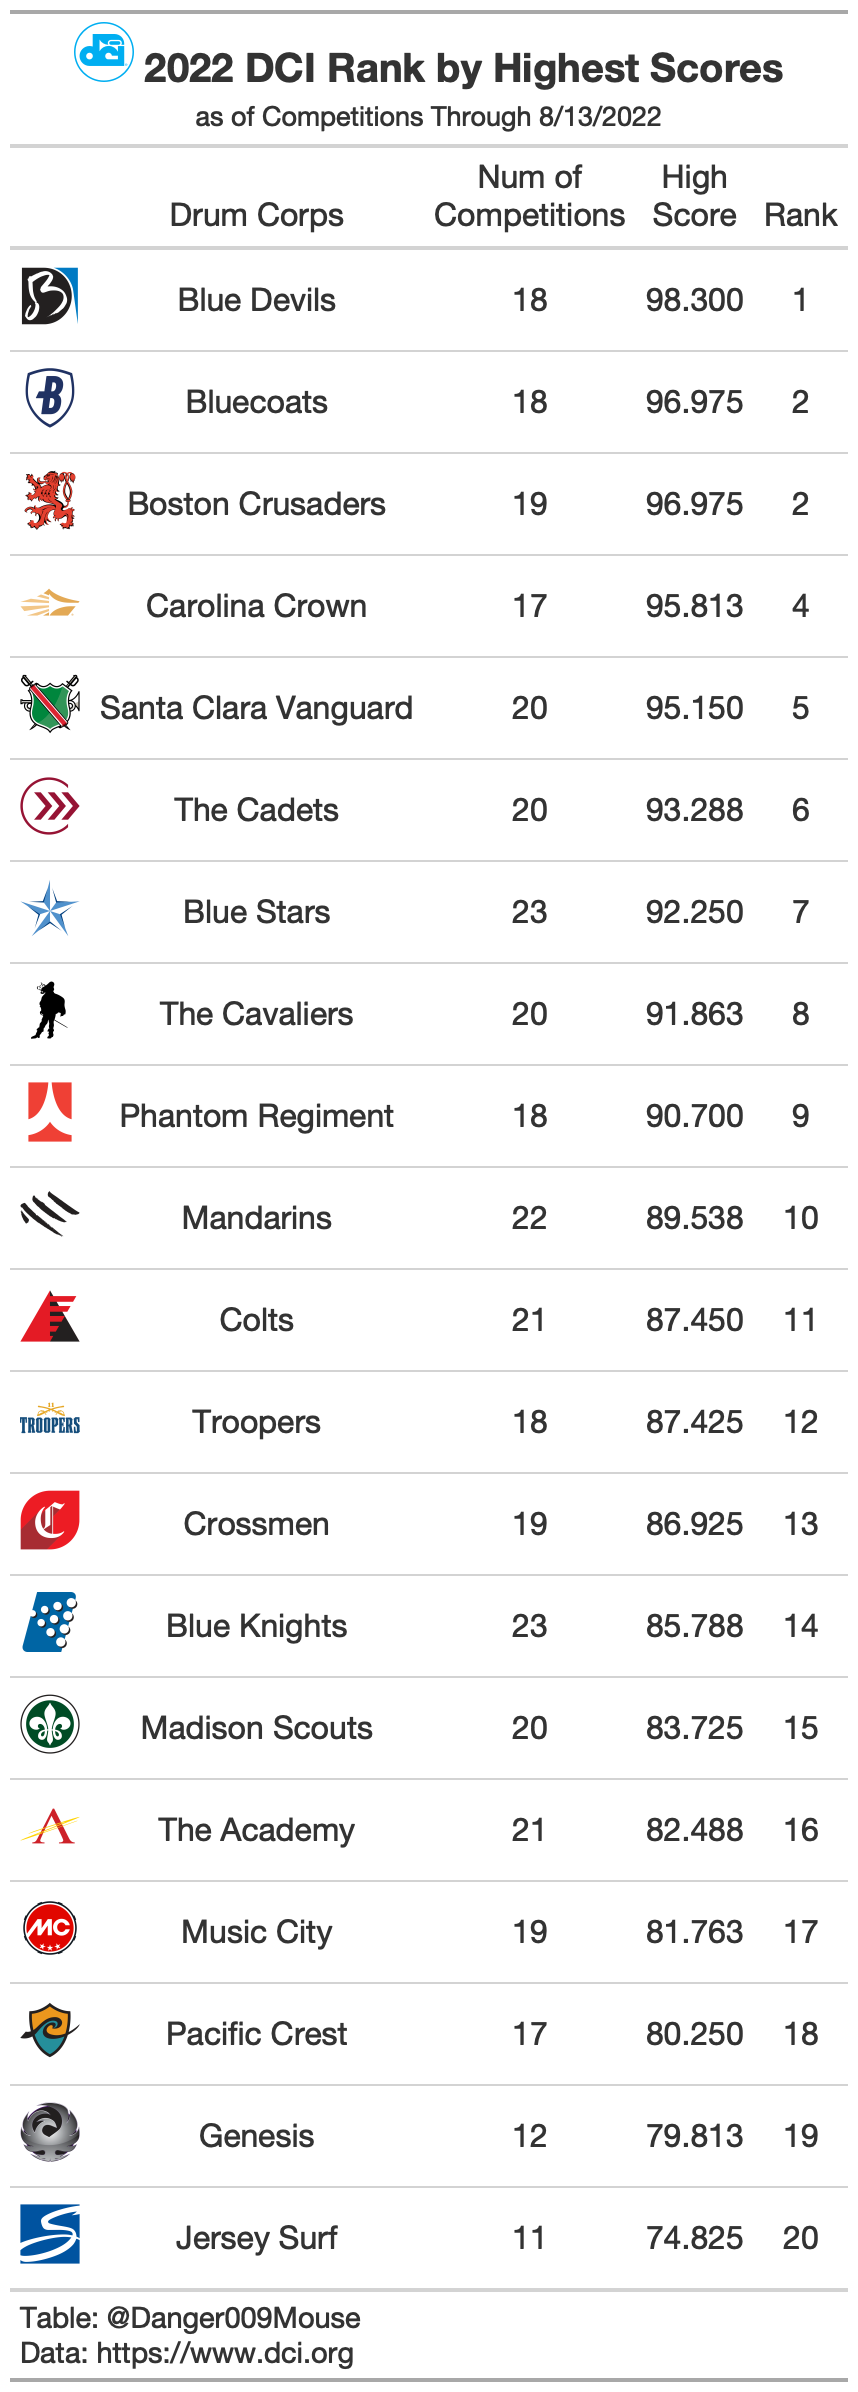 dci 2022 DCI Rank by Highest Scores
as of Competitions Through 8/13/2022
Drum Corps Num of Competitions High Score Rank
B Blue Devils 18 98.300 1
B Bluecoats 18 96.975 2
Boston Crusaders 19 96.975 2
Carolina Crown 17 95.813 4
Santa Clara Vanguard 20 95.150 5
The Cadets 20 93.288 6
Blue Stars 23 92.250 7
The Cavaliers 20 91.863 8
Phantom Regiment 18 90.700 9
Mandarins 22 89.538 10
Colts 21 87.450 11
TROOPERS Troopers 18 87.425 12
C Crossmen 19 86.925 13
Blue Knights 23 85.788 14
Madison Scouts 20 83.725 15
A The Academy 21 82.488 16
MC Music City 19 81.763 17
Pacific Crest 17 80.250 18
Genesis 12 79.813 19
S Jersey Surf 11 74.825 20
Table: @Danger009Mouse
Data: https://www.dci.org